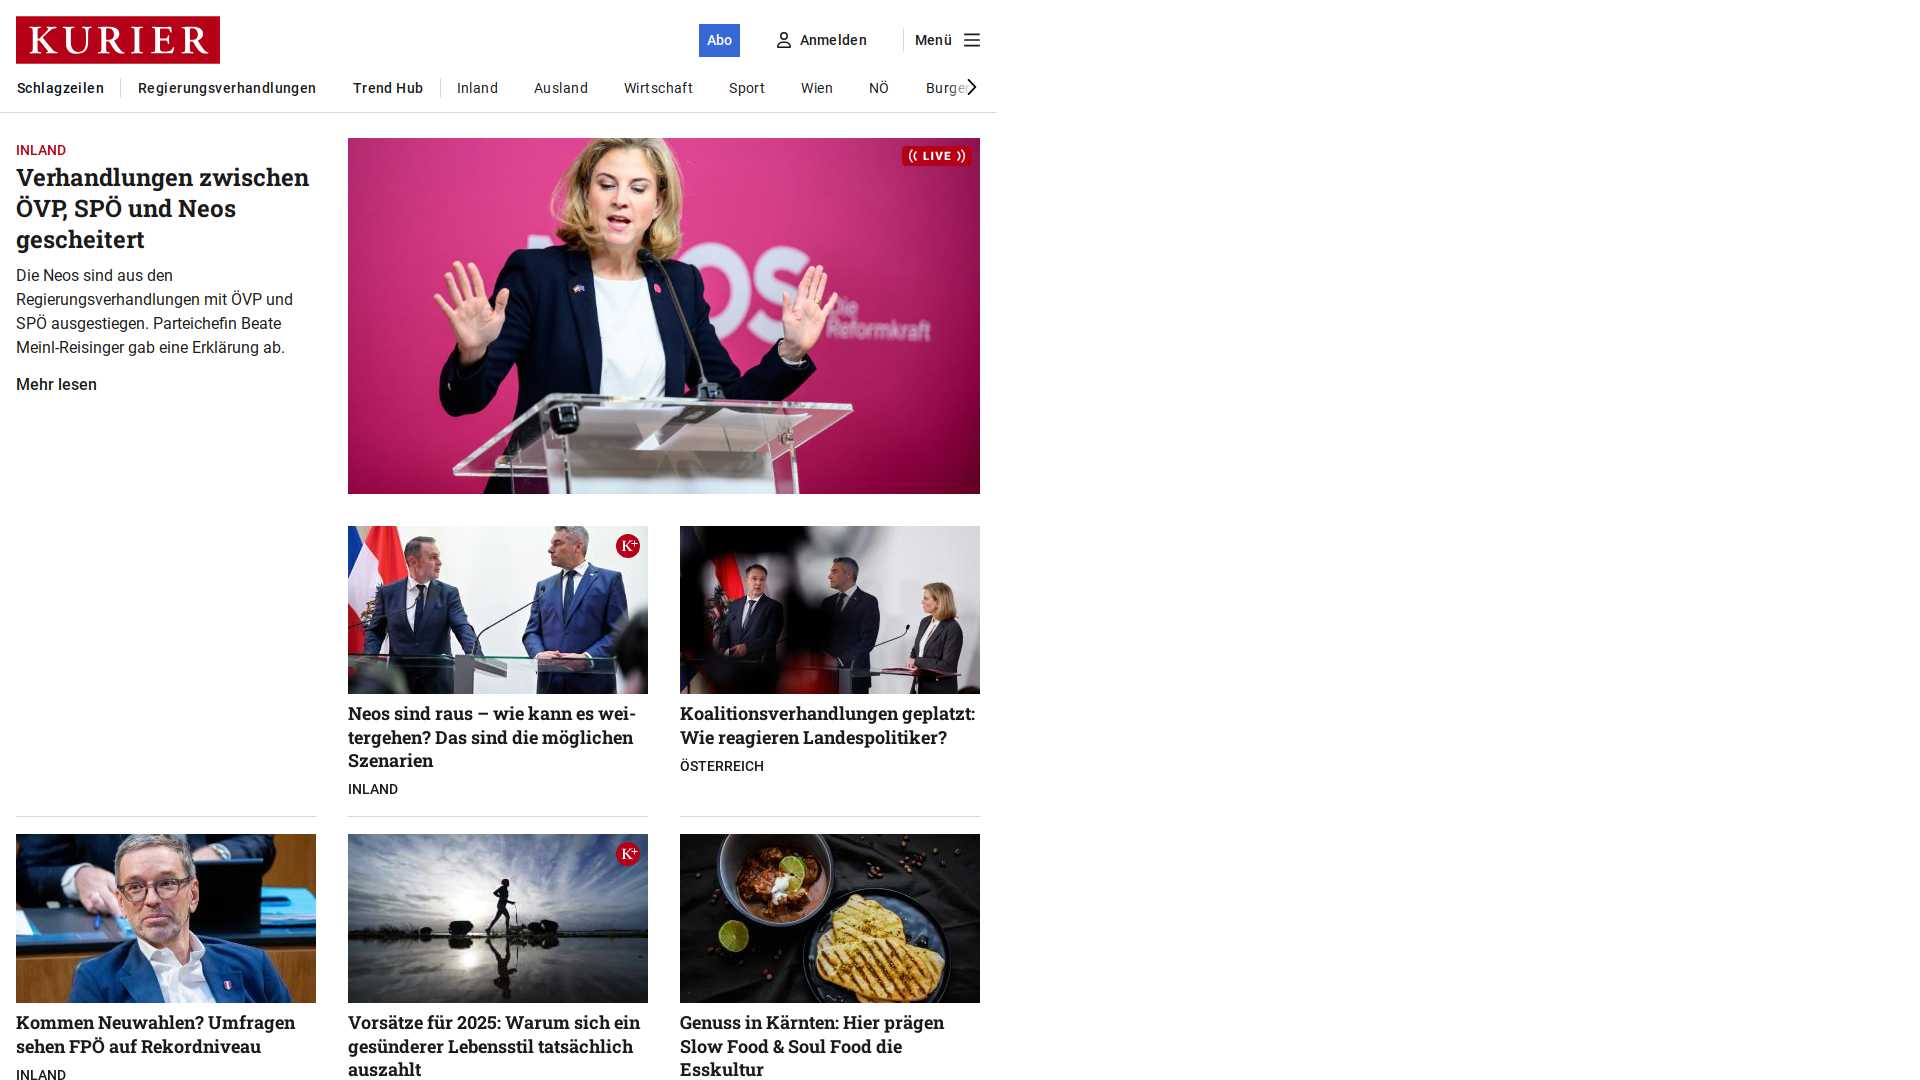 KURIER
Abo
Anmelden
Menü
Schlagzeilen
Regierungsverhandlungen
Trend Hub
Inland
Ausland
Wirtschaft
Sport
Wien
NÖ
INLAND
Verhandlungen zwischen
ÖVP, SPÖ und Neos
gescheitert
Die Neos sind aus den
Regierungsverhandlungen mit ÖVP und
SPÖ ausgestiegen. Parteichefin Beate
Meinl-Reisinger gab eine Erklärung ab.
Mehr lesen
LIVE
Die
Reformkraft
K+
Neos sind raus – wie kann es wei-
tergehen? Das sind die möglichen
Szenarien
INLAND
Koalitionsverhandlungen geplatzt:
Wie reagieren Landespolitiker?
ÖSTERREICH
Kommen Neuwahlen? Umfragen
sehen FPÖ auf Rekordniveau
INLAND
K+
Vorsätze für 2025: Warum sich ein
gesünderer Lebensstil tatsächlich
auszahlt
Genuss in Kärnten: Hier prägen
Slow Food & Soul Food die
Esskultur